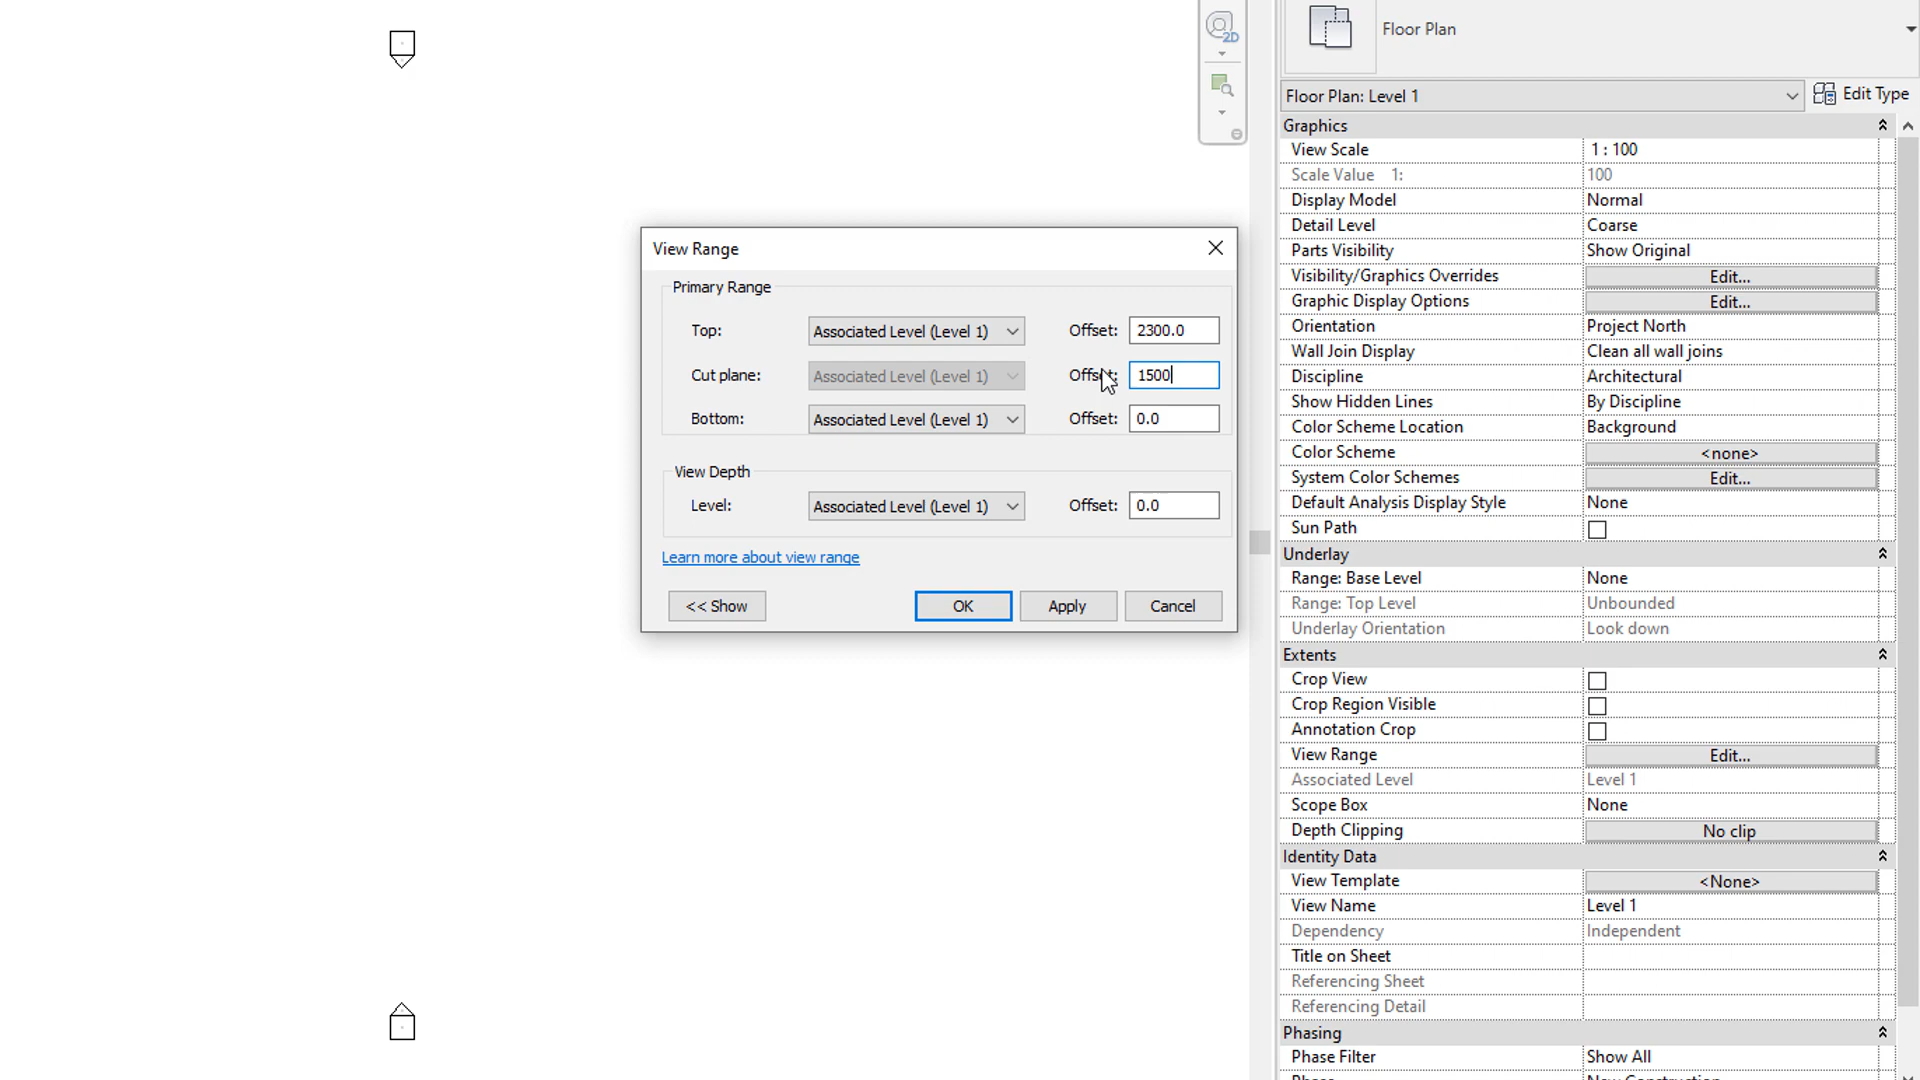 2D
Floor Plan
Floor Plan: Level 1
Edit Type
Graphics
View Scale 1 : 100
Scale Value 1: 100
Display Model Normal
Detail Level Coarse
Parts Visibility Show Original
Visibility/Graphics Overrides Edit...
Graphic Display Options Edit...
Orientation Project North
Wall Join Display Clean all wall joins
Discipline Architectural
Show Hidden Lines By Discipline
Color Scheme Location Background
Color Scheme <none>
System Color Schemes Edit...
Default Analysis Display Style None
Sun Path
Underlay
Range: Base Level None
Range: Top Level Unbounded
Underlay Orientation Look down
Extents
Crop View
Crop Region Visible
Annotation Crop
View Range Edit...
Associated Level Level 1
Scope Box None
Depth Clipping No clip
Identity Data
View Template <None>
View Name Level 1
Dependency Independent
Title on Sheet
Referencing Sheet
Referencing Detail
Phasing
Phase Filter Show All
View Range
Primary Range
Top: Associated Level (Level 1) Offset: 2300.0
Cut plane: Associated Level (Level 1) Offset: 1500
Bottom: Associated Level (Level 1) Offset: 0.0
View Depth
Level: Associated Level (Level 1) Offset: 0.0
Learn more about view range
<< Show
OK
Apply
Cancel